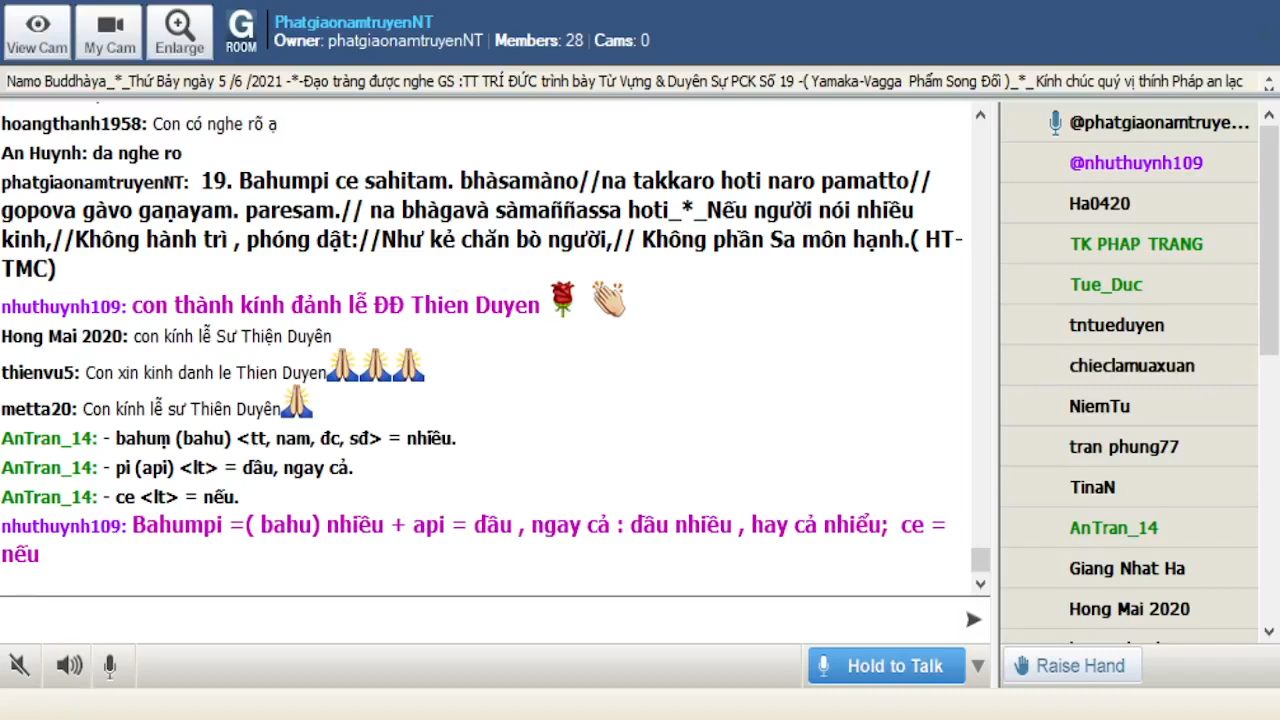 View Cam
My Cam
Enlarge
G
ROOM
PhatgiaonamtruyenNT
Owner: phatgiaonamtruyenNT | Members: 28 | Cams: 0
Namo Buddhàya_*_Thứ Bảy ngày 5 /6 /2021 -*-Đạo tràng được nghe GS :TT TRÍ ĐỨC trình bày Từ Vựng & Duyên Sự PCK Số 19 -( Yamaka-Vagga Phẩm Song Đối )_*_ Kính chúc quý vị thính Pháp an lạc
hoangthanh1958: Con có nghe rõ ạ
An Huynh: da nghe ro
phatgiaonamtruyenNT: 19. Bahumpi ce sahitam. bhàsamàno//na takkaro hoti naro pamatto//
gopova gàvo gaṇayam. paresam.// na bhàgavà sàmaññassa hoti_*_Nếu người nói nhiều
kinh,//Không hành trì , phóng dật://Như kẻ chăn bò người,// Không phần Sa môn hạnh.( HT-
TMC)
nhuthuynh109: con thành kính đảnh lễ ĐĐ Thien Duyen
Hong Mai 2020: con kính lễ Sư Thiện Duyên
thienvu5: Con xin kinh danh le Thien Duyen
metta20: Con kính lễ sư Thiên Duyên
AnTran_14: - bahuṃ (bahu) <tt, nam, đc, sđ> = nhiều.
AnTran_14: - pi (api) <lt> = dầu, ngay cả.
AnTran_14: - ce <lt> = nếu.
nhuthuynh109: Bahumpi =( bahu) nhiều + api = dầu , ngay cả : dầu nhiều , hay cả nhiểu; ce =
nếu
@phatgiaonamtruye...
@nhuthuynh109
Ha0420
TK PHAP TRANG
Tue_Duc
tntueduyen
chieclamuaxuan
NiemTu
tran phung77
TinaN
AnTran_14
Giang Nhat Ha
Hong Mai 2020
Hold to Talk
Raise Hand